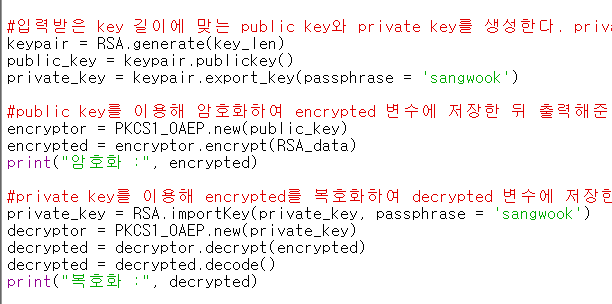 #입력받은 key 길이에 맞는 public key와 private key를 생성한다. priv
keypair = RSA.generate(key_len)
public_key = keypair.publickey()
private_key = keypair.export_key(passphrase = 'sangwook')
#public key를 이용해 암호화하여 encrypted 변수에 저장한 뒤 출력해준
encryptor = PKCS1_OAEP.new(public_key)
encrypted = encryptor.encrypt(RSA_data)
print("암호화 :", encrypted)
#private key를 이용해 encrypted를 복호화하여 decrypted 변수에 저장한
private_key = RSA.importKey(private_key, passphrase = 'sangwook')
decryptor = PKCS1_OAEP.new(private_key)
decrypted = decryptor.decrypt(encrypted)
decrypted = decrypted.decode()
print("복호화 :", decrypted)